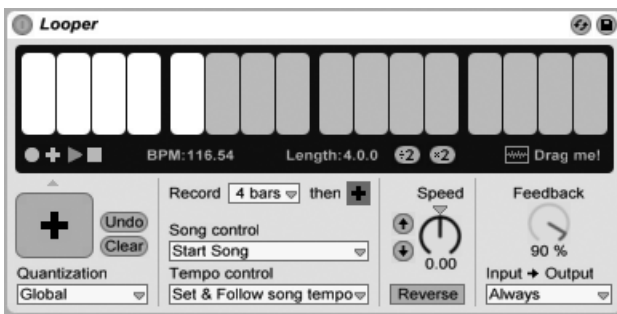 Looper
BPM:116.54 Length:4.0.0 ÷2 ×2 Drag me!
Record 4 bars then +
Speed
Feedback
+
Undo
Clear
Song control
Start Song
0.00
90 %
Quantization
Global
Tempo control
Set & Follow song tempo
Reverse
Input → Output
Always